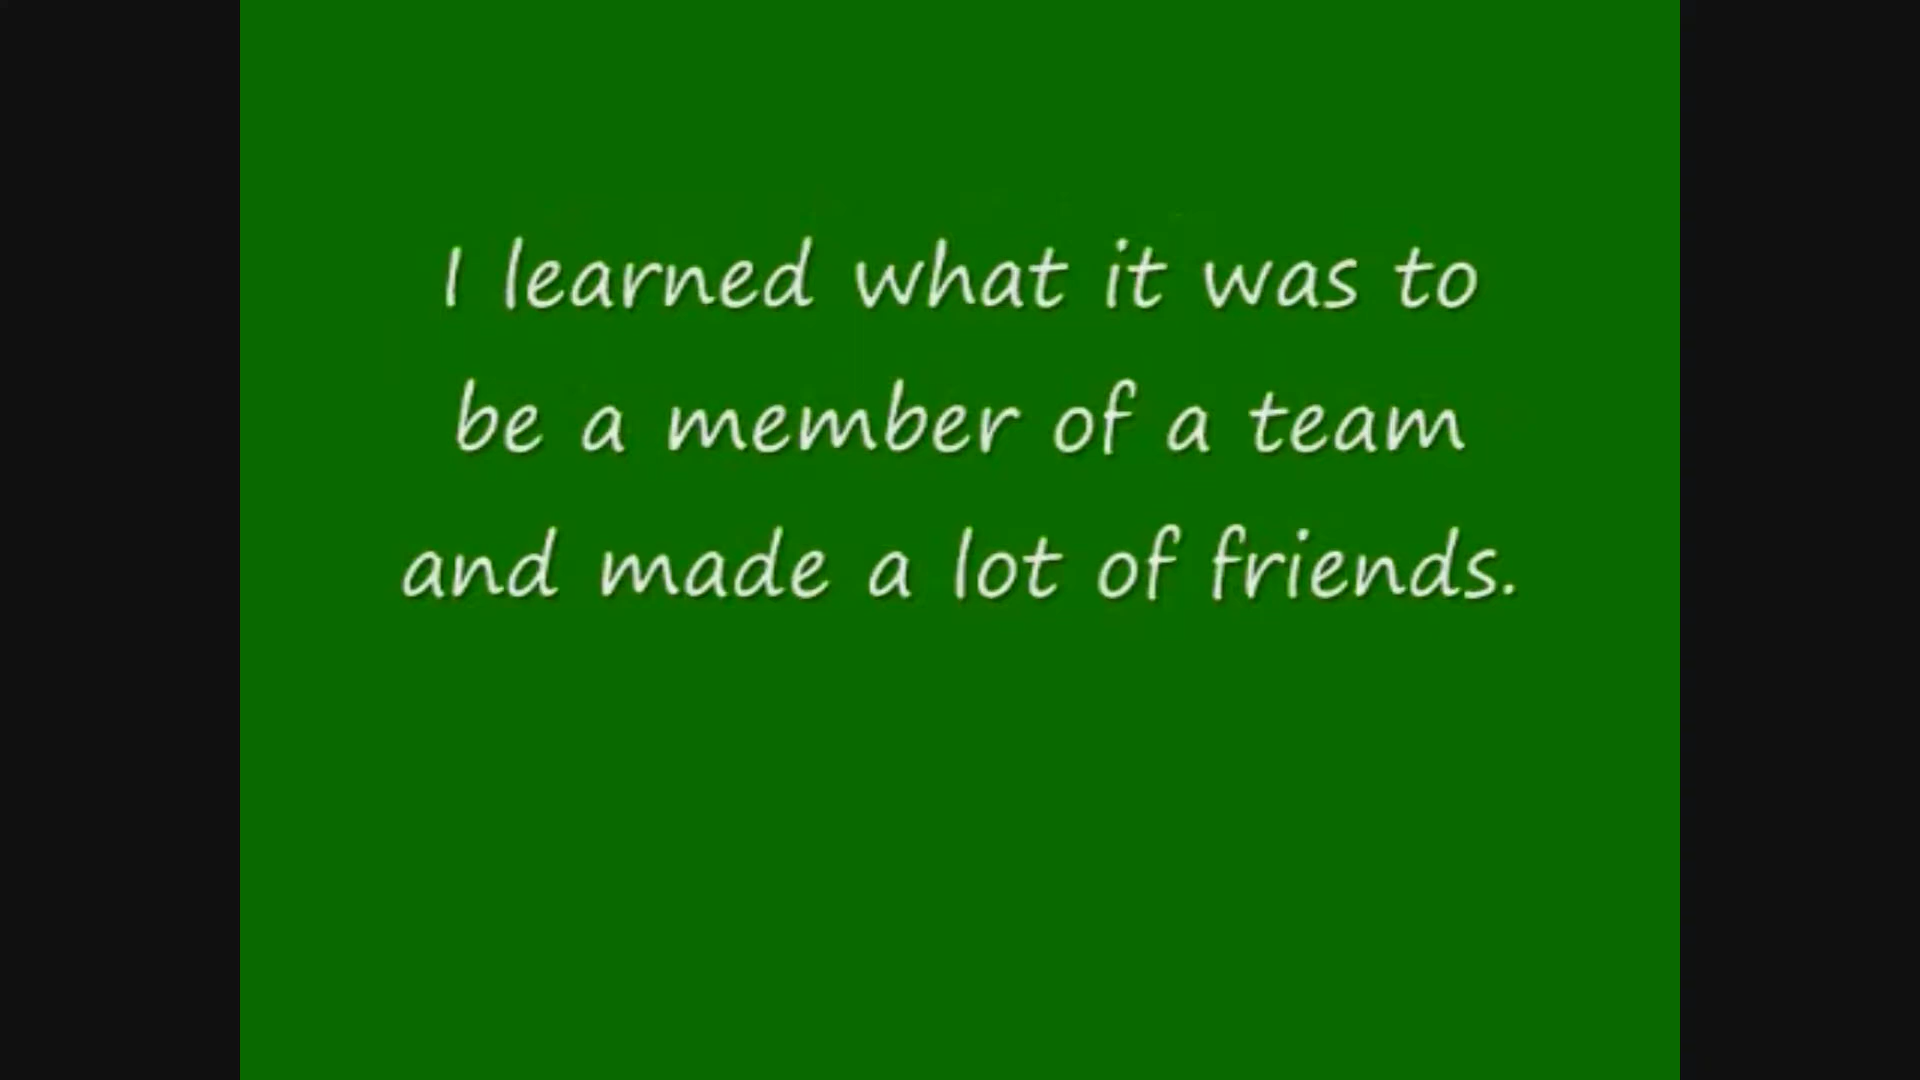 I learned what it was to
be a member of a team
and made a lot of friends.